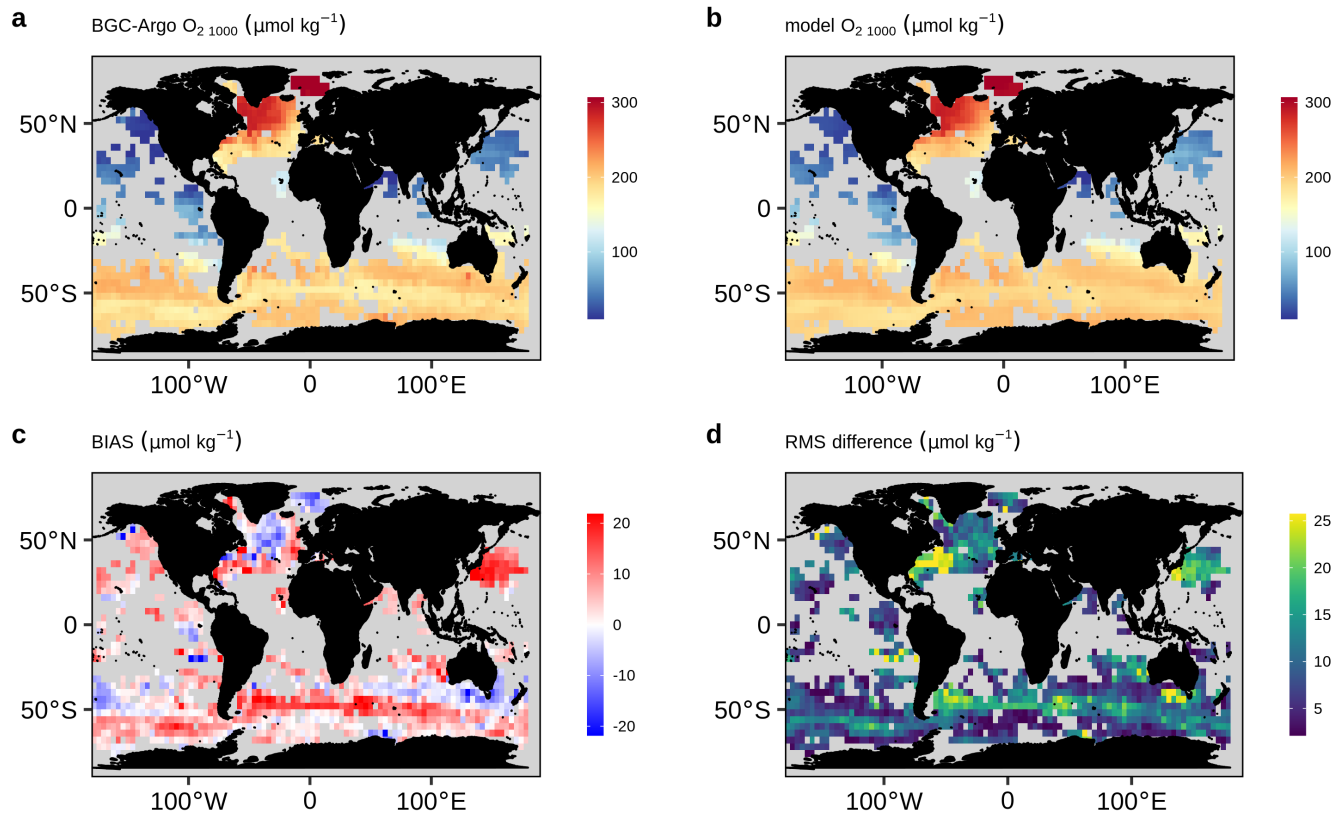 a
BGC-Argo O₂ ₁₀₀₀ (µmol kg⁻¹)
50°N
0
50°S
100°W 0 100°E
300
200
100
b
model O₂ ₁₀₀₀ (µmol kg⁻¹)
50°N
0
50°S
100°W 0 100°E
300
200
100
c
BIAS (µmol kg⁻¹)
50°N
0
50°S
100°W 0 100°E
20
10
0
-10
-20
d
RMS difference (µmol kg⁻¹)
50°N
0
50°S
100°W 0 100°E
25
20
15
10
5